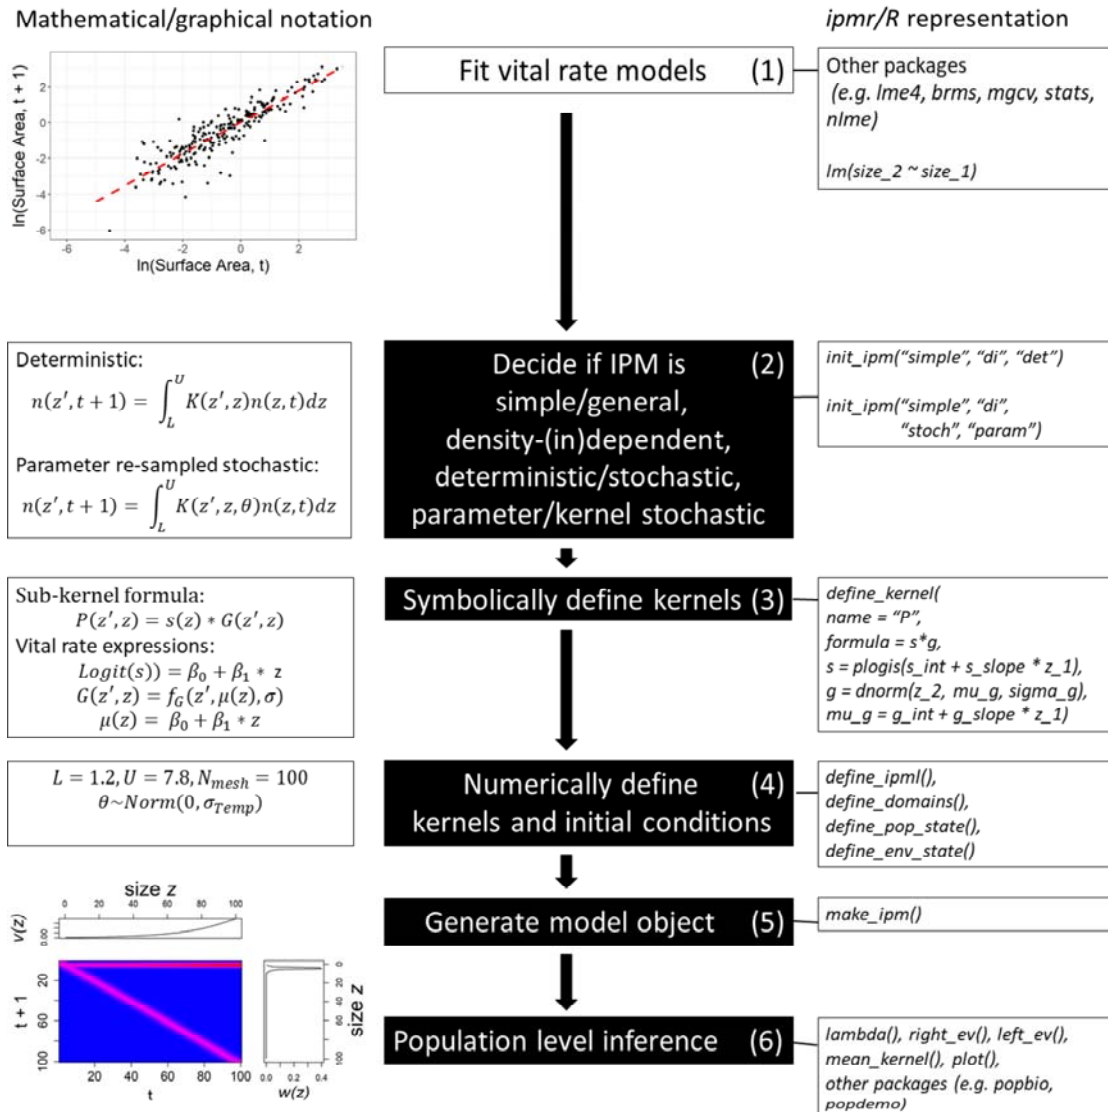 Mathematical/graphical notation
ipmr/R representation
ln(Surface Area, t + 1)
2
0
-2
-4
-6
-6
-4
-2
0
2
ln(Surface Area, t)
Fit vital rate models (1)
Other packages
(e.g. lme4, brms, mgcv, stats,
nlme)
lm(size_2 ~ size_1)
Deterministic:
n(z′, t + 1) = ∫_L^U K(z′, z)n(z, t)dz
Parameter re-sampled stochastic:
n(z′, t + 1) = ∫_L^U K(z′, z, θ)n(z, t)dz
Decide if IPM is (2)
simple/general,
density-(in)dependent,
deterministic/stochastic,
parameter/kernel stochastic
init_ipm(“simple”, “di”, “det”)
init_ipm(“simple”, “di”,
“stoch”, “param”)
Sub-kernel formula:
P(z′, z) = s(z) * G(z′, z)
Vital rate expressions:
Logit(s)) = β₀ + β₁ * z
G(z′, z) = f_G(z′, μ(z), σ)
μ(z) = β₀ + β₁ * z
Symbolically define kernels (3)
define_kernel(
name = “P”,
formula = s*g,
s = plogis(s_int + s_slope * z_1),
g = dnorm(z_2, mu_g, sigma_g),
mu_g = g_int + g_slope * z_1)
L = 1.2, U = 7.8, N_mesh = 100
θ~Norm(0, σ_Temp)
Numerically define (4)
kernels and initial conditions
define_ipml(),
define_domains(),
define_pop_state(),
define_env_state()
size z
0 20 40 60 80 100
v(z)
0.00
Generate model object (5)
make_ipm()
t + 1
20
60
100
20 40 60 80 100
t
0 20 40 60 80 100
size z
0.0 0.2 0.4
w(z)
Population level inference (6)
lambda(), right_ev(), left_ev(),
mean_kernel(), plot(),
other packages (e.g. popbio,
popdemo)